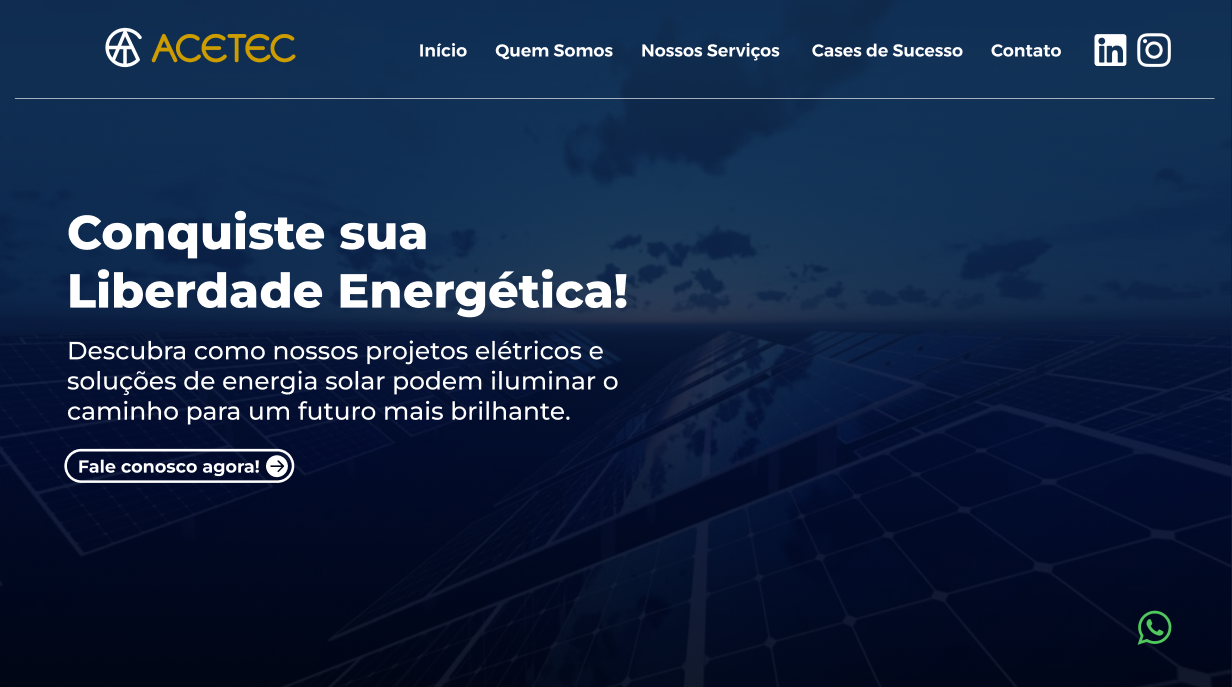 ACETEC
Início
Quem Somos
Nossos Serviços
Cases de Sucesso
Contato
in
Conquiste sua
Liberdade Energética!
Descubra como nossos projetos elétricos e
soluções de energia solar podem iluminar o
caminho para um futuro mais brilhante.
Fale conosco agora!